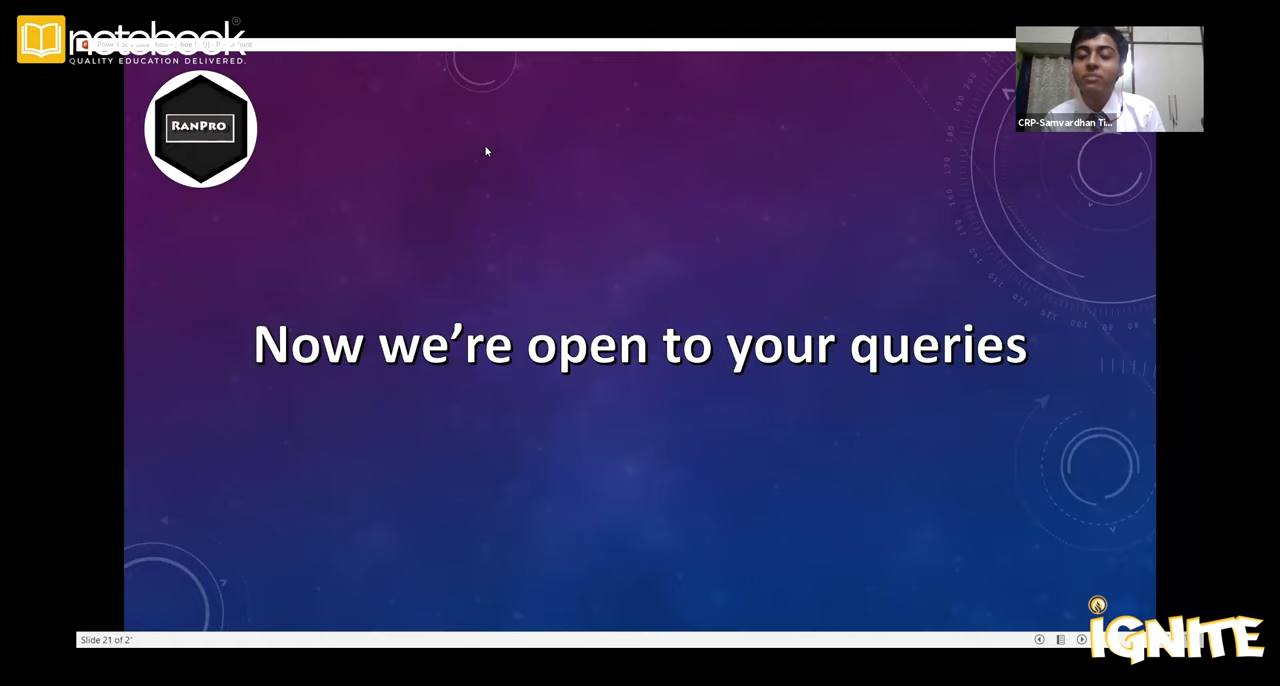 notebook
QUALITY EDUCATION DELIVERED.
RANPRO
CRP-Samvardhan Ti...
Now we're open to your queries
Slide 21 of 2
iGNITE